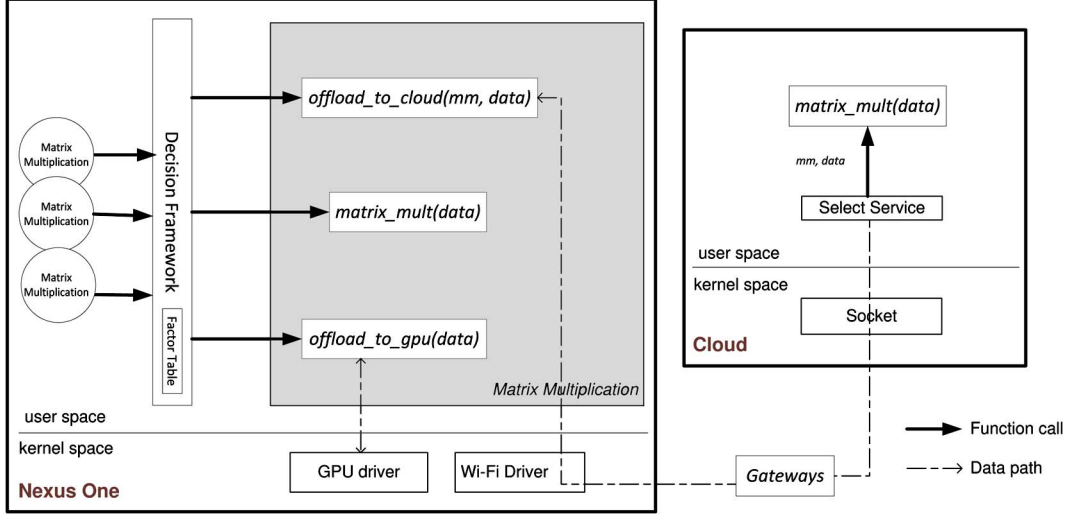 Matrix
Multiplication
Matrix
Multiplication
Matrix
Multiplication
Decision Framework
Factor Table
offload_to_cloud(mm, data)
matrix_mult(data)
offload_to_gpu(data)
Matrix Multiplication
user space
kernel space
GPU driver
Wi-Fi Driver
Nexus One
matrix_mult(data)
mm, data
Select Service
user space
kernel space
Socket
Cloud
Gateways
Function call
Data path